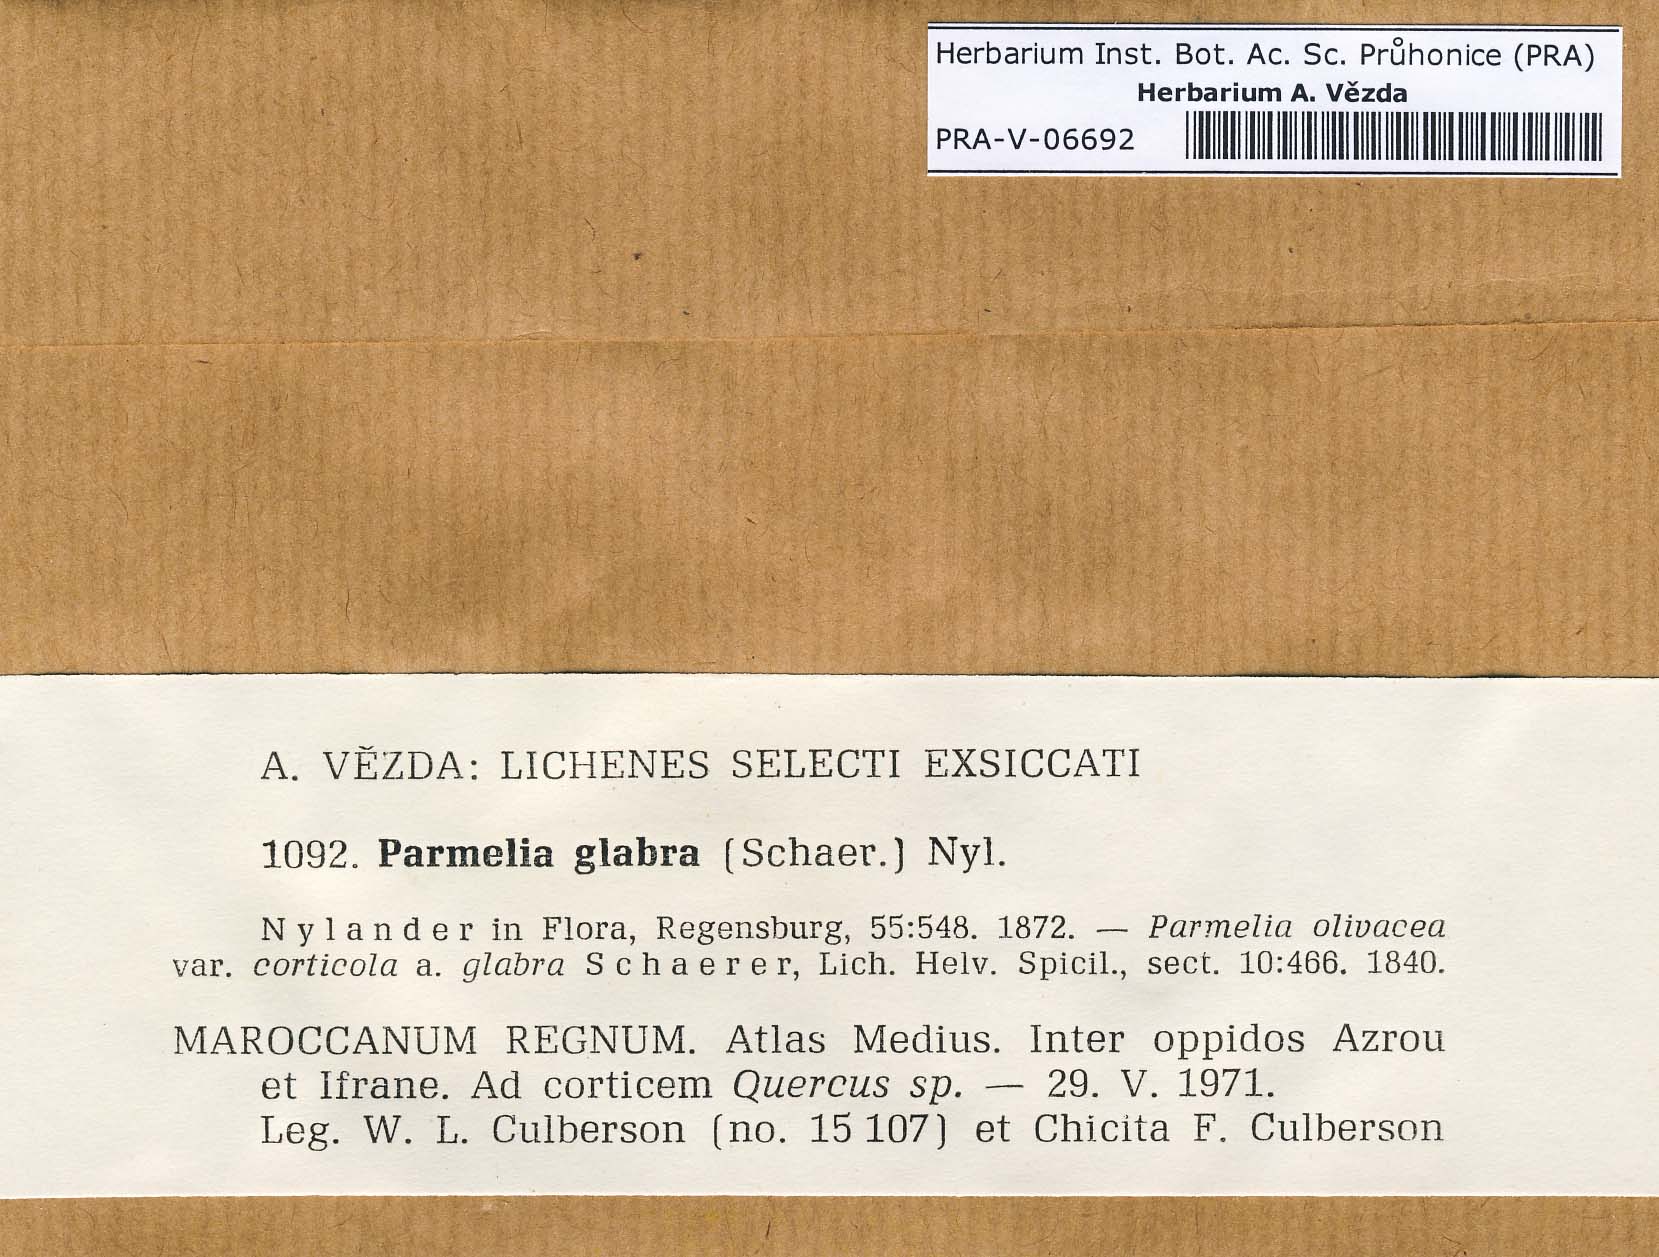 Herbarium Inst. Bot. Ac. Sc. Průhonice (PRA)
Herbarium A. Vězda
PRA-V-06692
A. VĚZDA: LICHENES SELECTI EXSICCATI
1092. Parmelia glabra (Schaer.) Nyl.
Nylander in Flora, Regensburg, 55:548. 1872. — Parmelia olivacea
var. corticola a. glabra Schaerer, Lich. Helv. Spicil., sect. 10:466. 1840.
MAROCCANUM REGNUM. Atlas Medius. Inter oppidos Azrou
et Ifrane. Ad corticem Quercus sp. — 29. V. 1971.
Leg. W. L. Culberson (no. 15 107) et Chicita F. Culberson